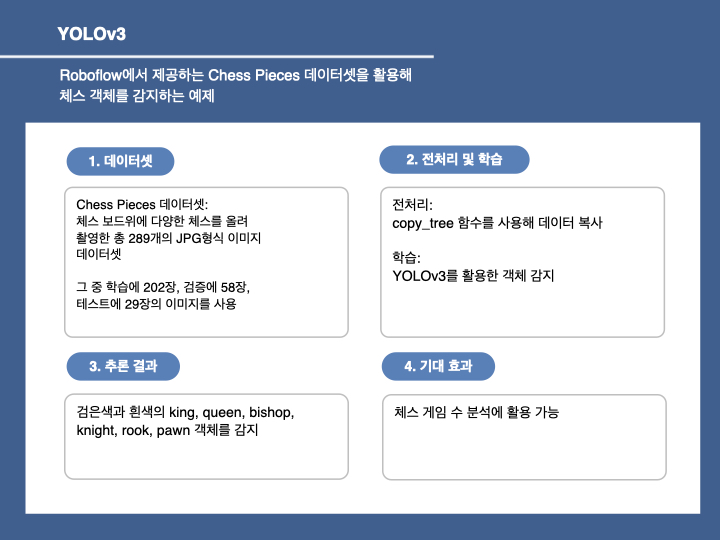 YOLOv3
Roboflow에서 제공하는 Chess Pieces 데이터셋을 활용해
체스 객체를 감지하는 예제
1. 데이터셋
Chess Pieces 데이터셋:
체스 보드위에 다양한 체스를 올려
촬영한 총 289개의 JPG형식 이미지
데이터셋
그 중 학습에 202장, 검증에 58장,
테스트에 29장의 이미지를 사용
2. 전처리 및 학습
전처리:
copy_tree 함수를 사용해 데이터 복사
학습:
YOLOv3를 활용한 객체 감지
3. 추론 결과
검은색과 흰색의 king, queen, bishop,
knight, rook, pawn 객체를 감지
4. 기대 효과
체스 게임 수 분석에 활용 가능